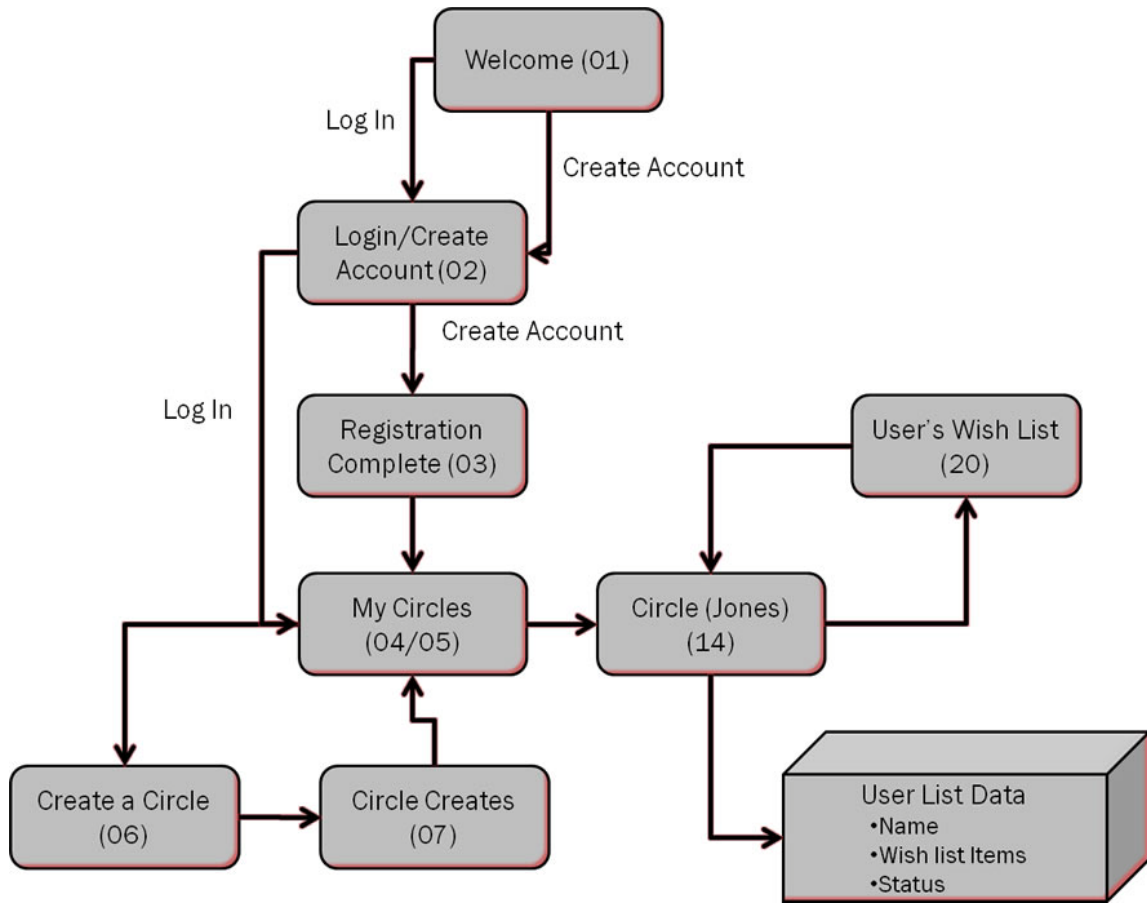 Welcome (01)
Log In
Create Account
Login/Create
Account (02)
Create Account
Log In
Registration
Complete (03)
User's Wish List
(20)
My Circles
(04/05)
Circle (Jones)
(14)
Create a Circle
(06)
Circle Creates
(07)
User List Data
•Name
•Wish list Items
•Status